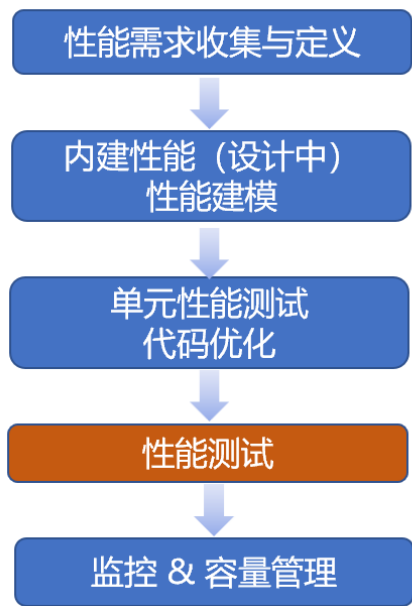 性能需求收集与定义
内建性能（设计中）
性能建模
单元性能测试
代码优化
性能测试
监控 & 容量管理